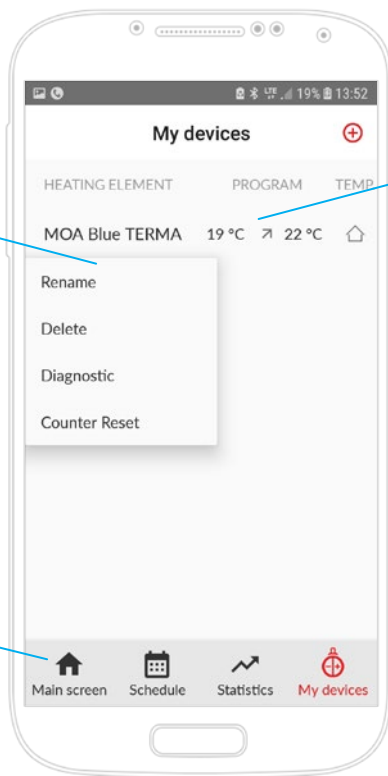 LTE 19% 13:52
My devices
HEATING ELEMENT PROGRAM TEMP
MOA Blue TERMA 19 °C ↗ 22 °C
Rename
Delete
Diagnostic
Counter Reset
Main screen Schedule Statistics My devices